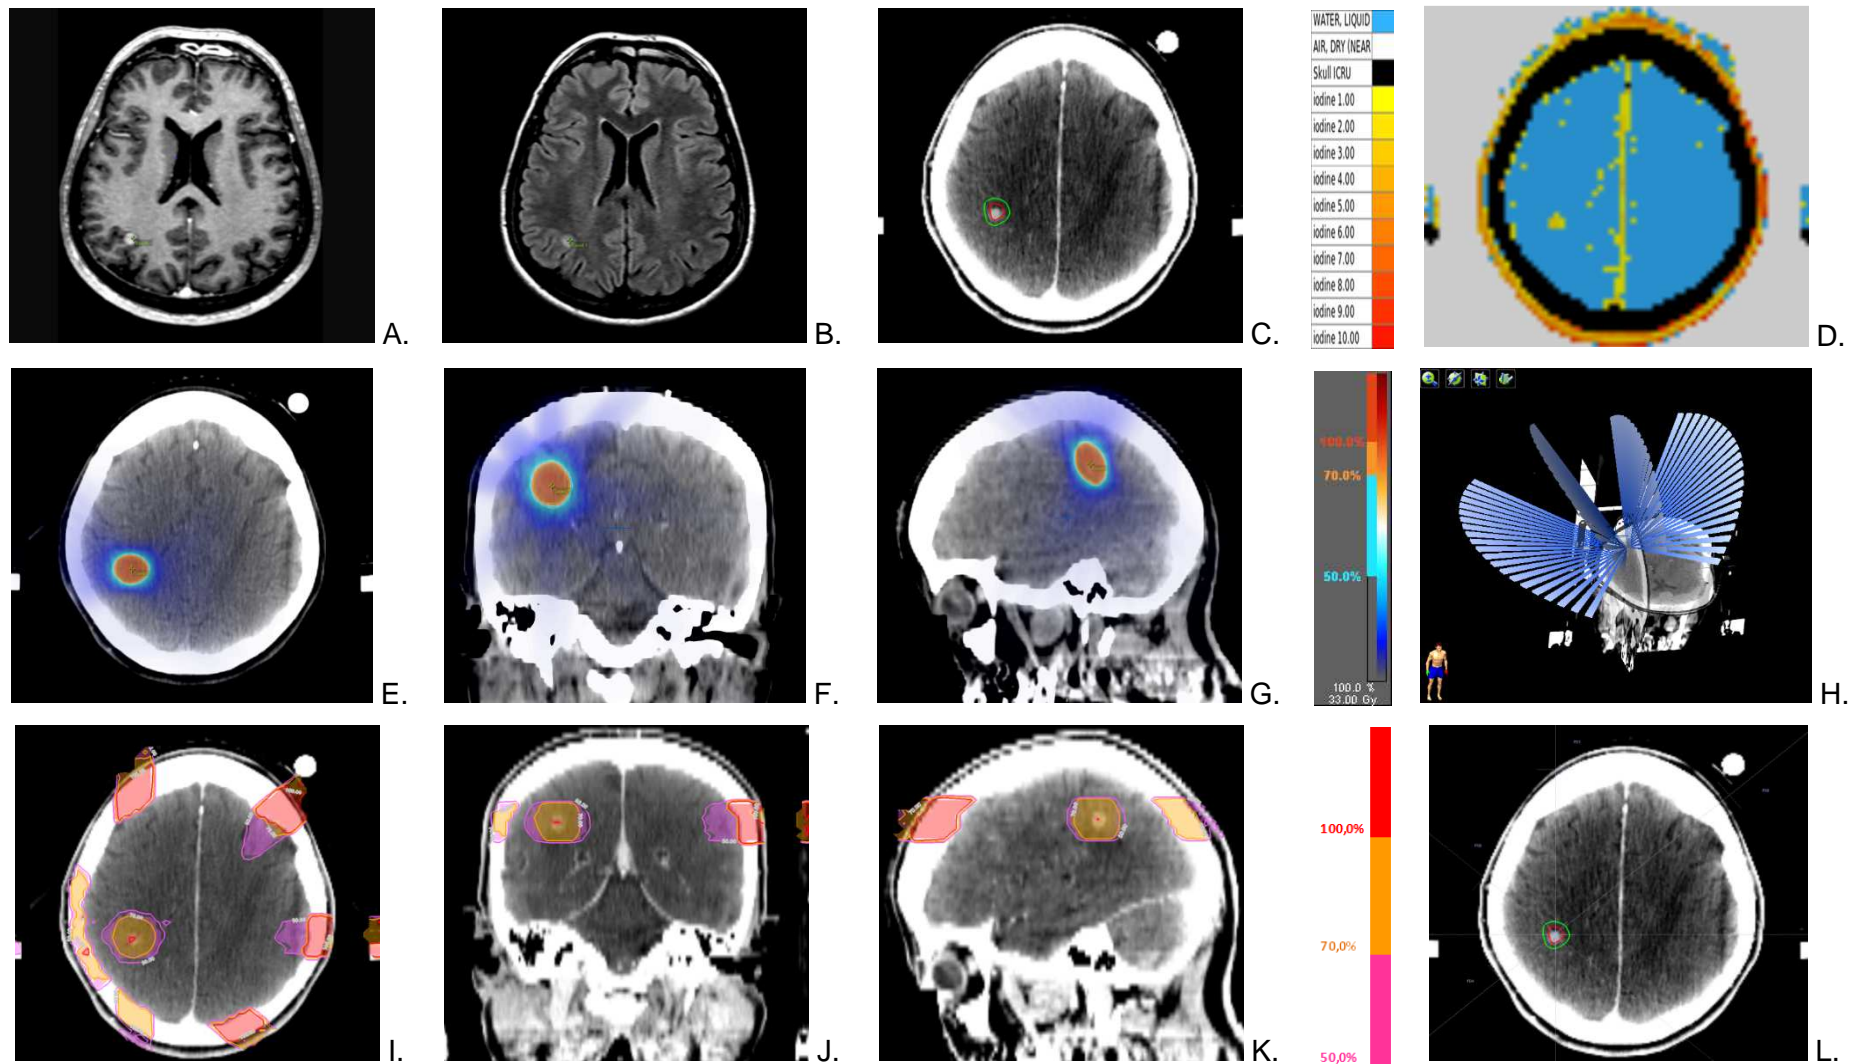 A.
B.
C.
WATER, LIQUID
AIR, DRY (NEAR
Skull ICRU
iodine 1.00
iodine 2.00
iodine 3.00
iodine 4.00
iodine 5.00
iodine 6.00
iodine 7.00
iodine 8.00
iodine 9.00
iodine 10.00
D.
E.
F.
G.
100.0%
70.0%
50.0%
100.0 %
33.00 Gy
H.
I.
J.
K.
100,0%
70,0%
50,0%
L.